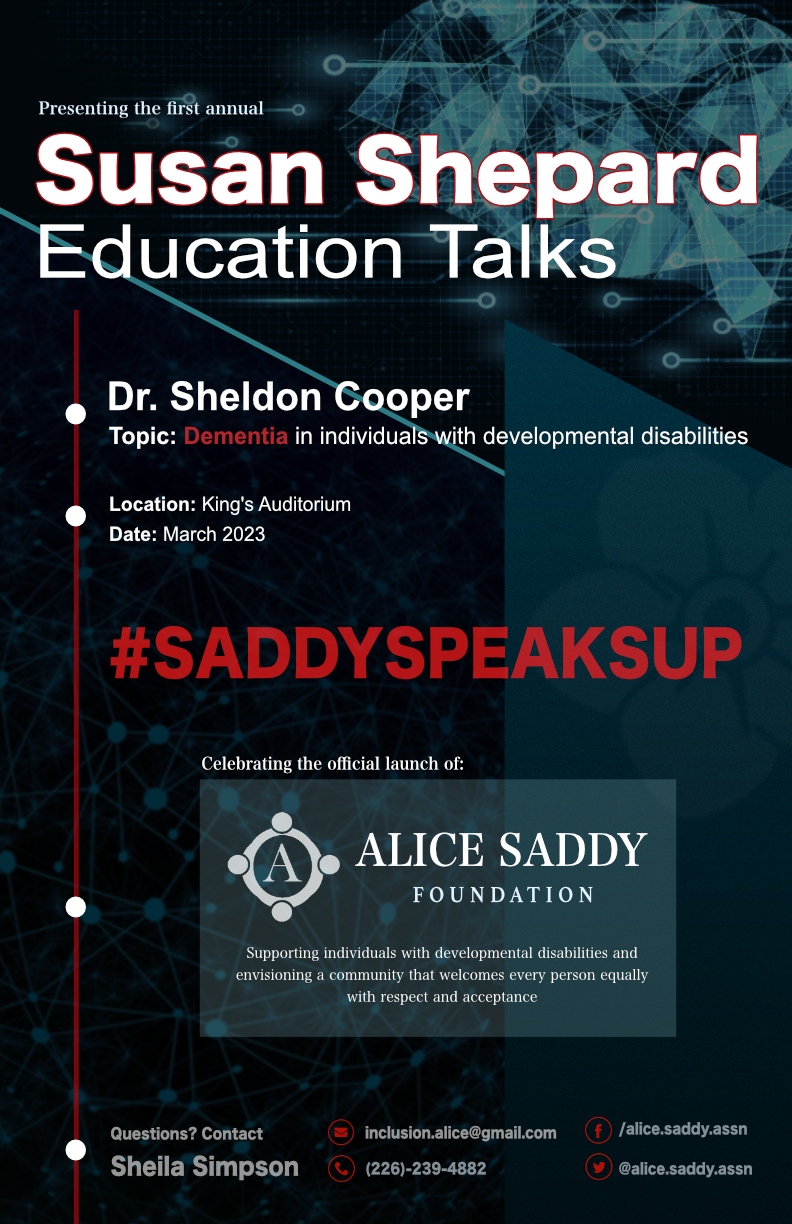 Presenting the first annual
Susan Shepard
Education Talks
Dr. Sheldon Cooper
Topic: Dementia in individuals with developmental disabilities
Location: King's Auditorium
Date: March 2023
#SADDYSPEAKSUP
Celebrating the official launch of:
A
ALICE SADDY
FOUNDATION
Supporting individuals with developmental disabilities and
envisioning a community that welcomes every person equally
with respect and acceptance
Questions? Contact
Sheila Simpson
inclusion.alice@gmail.com
(226)-239-4882
/alice.saddy.assn
@alice.saddy.assn